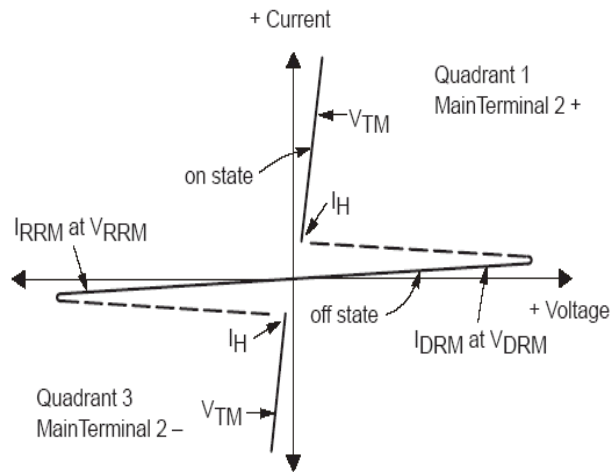 + Current
Quadrant 1
MainTerminal 2 +
VTM
on state
IH
IRRM at VRRM
+ Voltage
off state
IDRM at VDRM
IH
Quadrant 3
MainTerminal 2 –
VTM